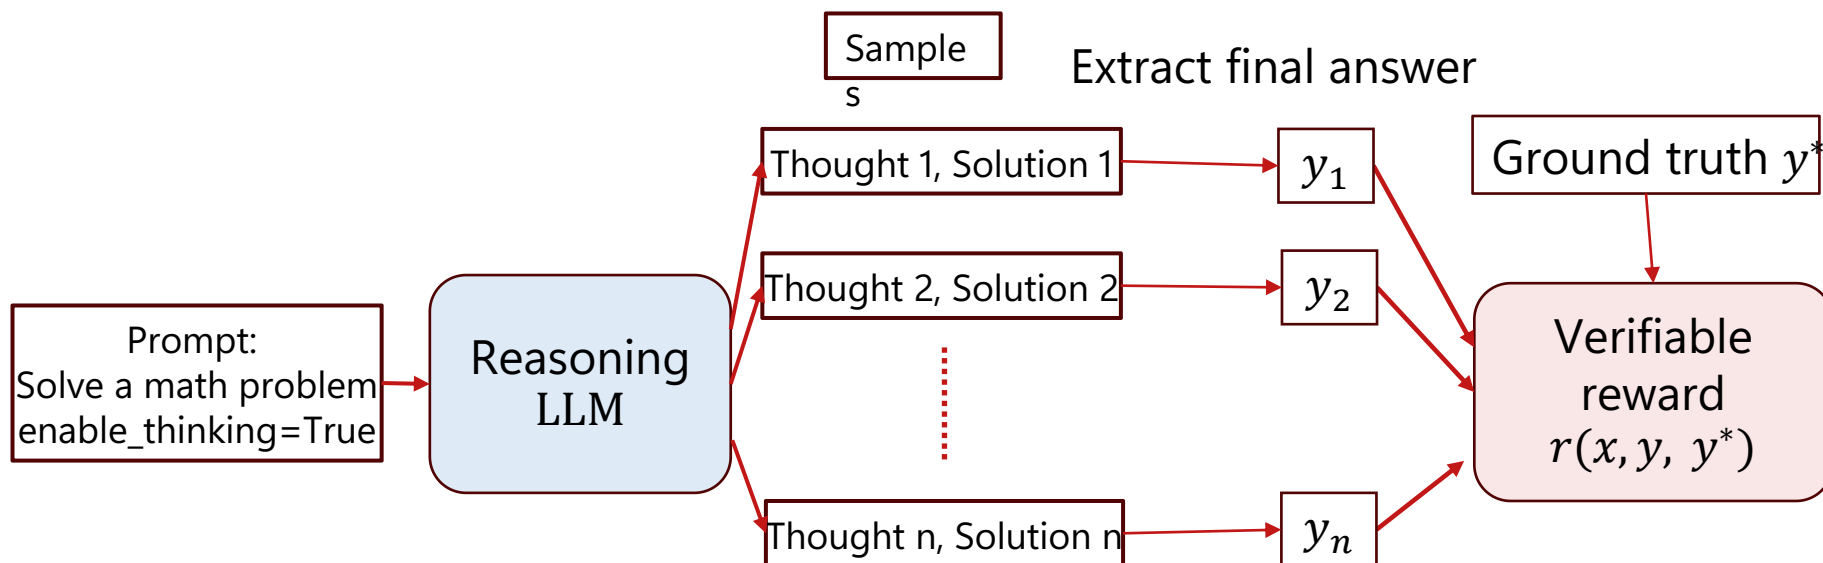 Sample
s
Extract final answer
Thought 1, Solution 1
y₁
Ground truth y*
Thought 2, Solution 2
y₂
Prompt:
Solve a math problem
enable_thinking=True
Reasoning
LLM
Verifiable
reward
r(x, y, y*)
Thought n, Solution n
yₙ